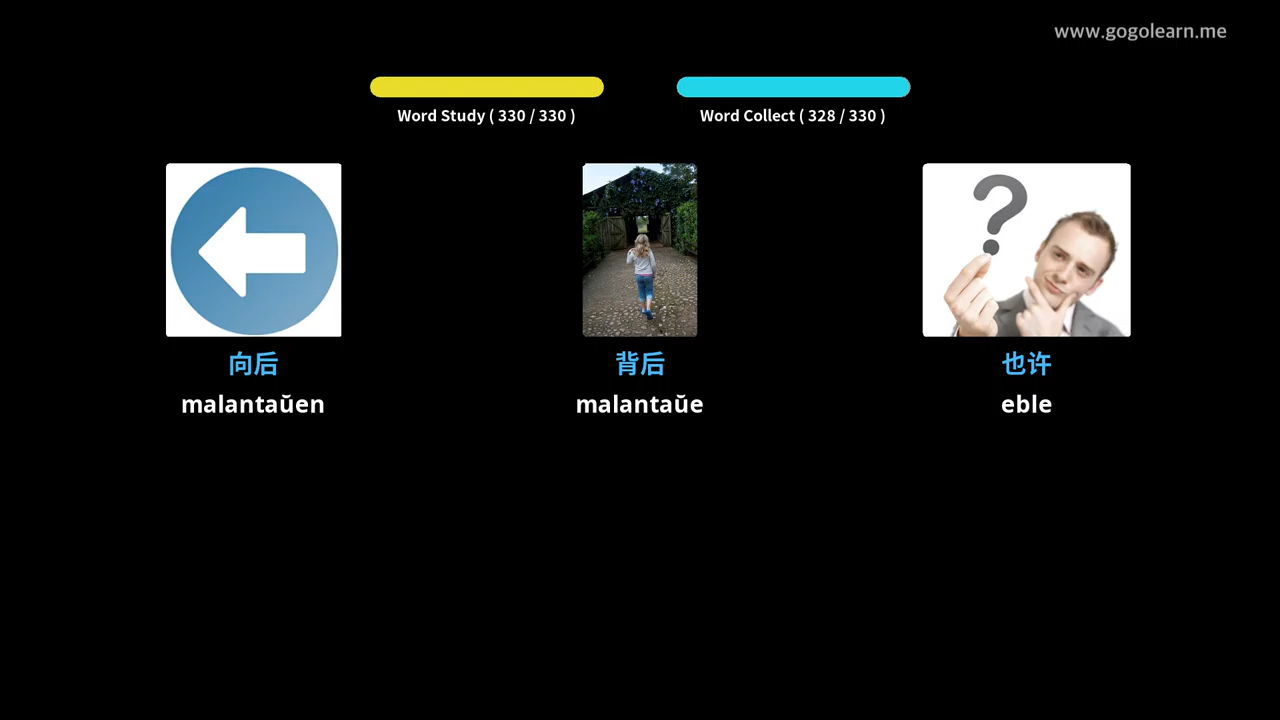 www.gogolearn.me
Word Study ( 330 / 330 )
Word Collect ( 328 / 330 )
向后
背后
也许
malantaŭen
malantaŭe
eble